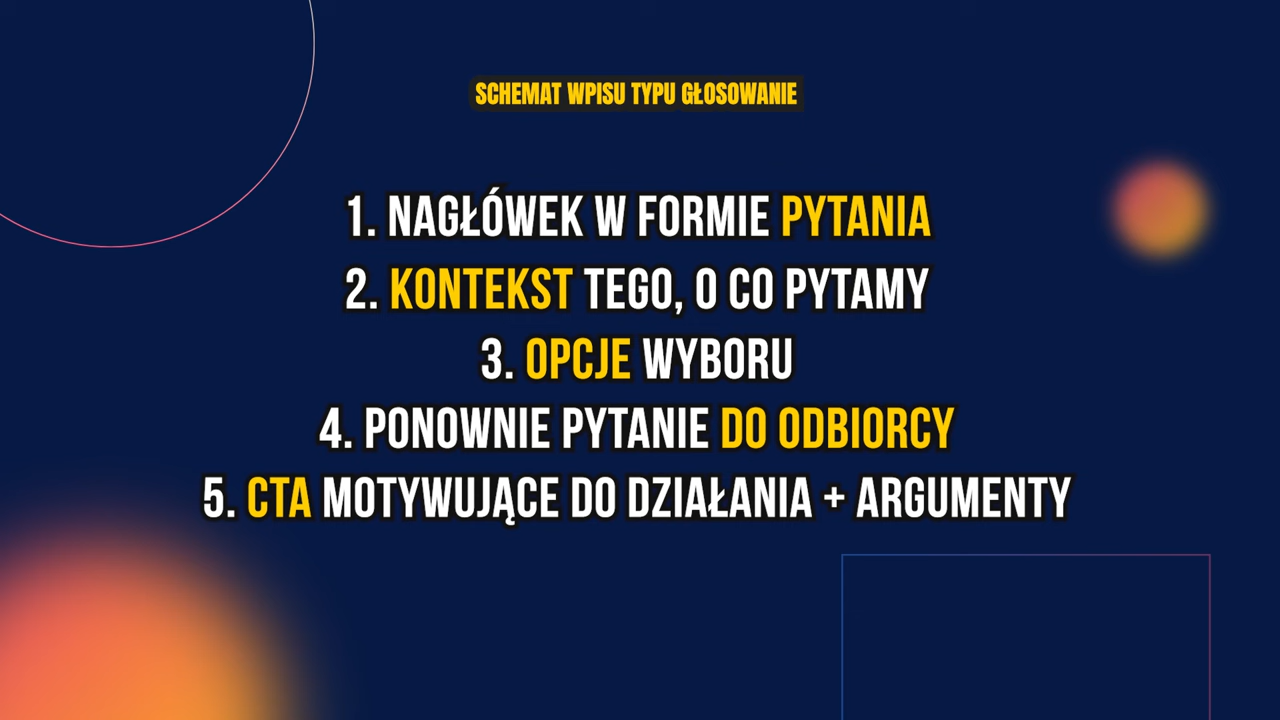 SCHEMAT WPISU TYPU GŁOSOWANIE
1. NAGŁÓWEK W FORMIE PYTANIA
2. KONTEKST TEGO, O CO PYTAMY
3. OPCJE WYBORU
4. PONOWNIE PYTANIE DO ODBIORCY
5. CTA MOTYWUJĄCE DO DZIAŁANIA + ARGUMENTY